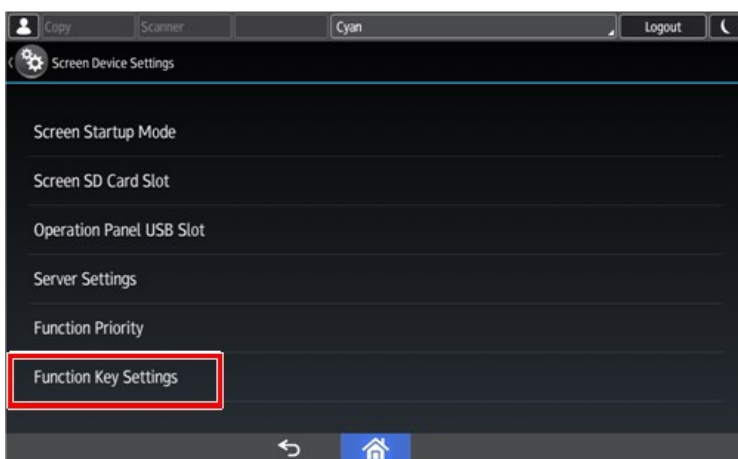 Copy Scanner Cyan Logout
Screen Device Settings
Screen Startup Mode
Screen SD Card Slot
Operation Panel USB Slot
Server Settings
Function Priority
Function Key Settings